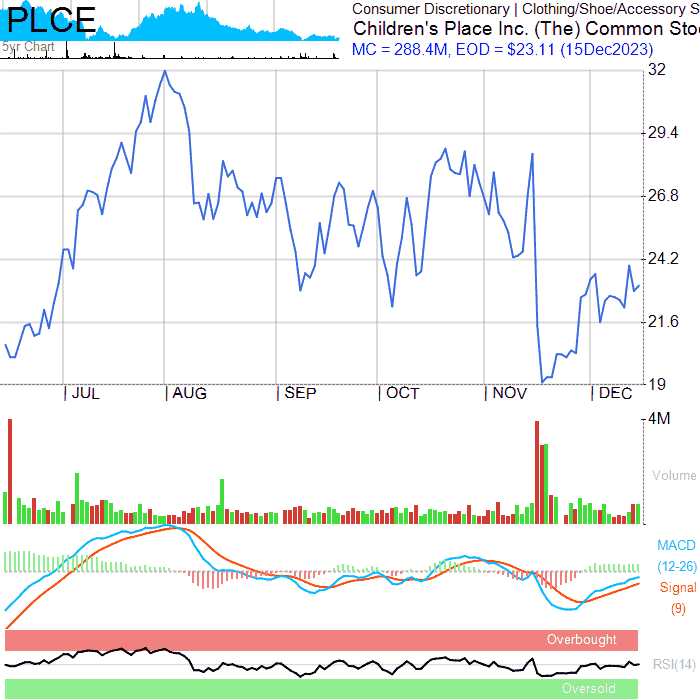 PLCE
5yr Chart
Consumer Discretionary | Clothing/Shoe/Accessory S
Children's Place Inc. (The) Common Sto
MC = 288.4M, EOD = $23.11 (15Dec2023)
32
29.4
26.8
24.2
21.6
19
JUL AUG SEP OCT NOV DEC
4M
Volume
MACD
(12-26)
Signal
(9)
Overbought
RSI(14)
Oversold